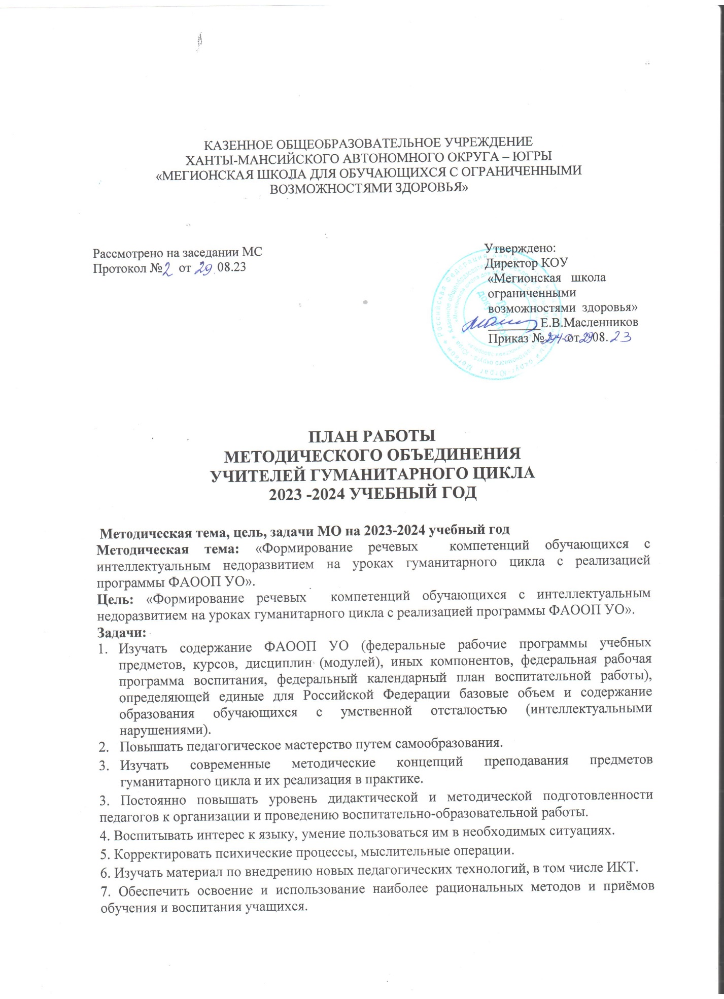 КАЗЕННОЕ ОБЩЕОБРАЗОВАТЕЛЬНОЕ УЧРЕЖДЕНИЕ
ХАНТЫ-МАНСИЙСКОГО АВТОНОМНОГО ОКРУГА – ЮГРЫ
«МЕГИОНСКАЯ ШКОЛА ДЛЯ ОБУЧАЮЩИХСЯ С ОГРАНИЧЕННЫМИ
ВОЗМОЖНОСТЯМИ ЗДОРОВЬЯ»
Рассмотрено на заседании МС
Протокол №2 от 29.08.23
Утверждено:
Директор КОУ
«Мегионская школа
ограниченными
возможностями здоровья»
________Е.В.Масленников
Приказ № от 29 08. 23
Для
документов
ПЛАН РАБОТЫ
МЕТОДИЧЕСКОГО ОБЪЕДИНЕНИЯ
УЧИТЕЛЕЙ ГУМАНИТАРНОГО ЦИКЛА
2023 -2024 УЧЕБНЫЙ ГОД
Методическая тема, цель, задачи МО на 2023-2024 учебный год
Методическая тема: «Формирование речевых компетенций обучающихся с
интеллектуальным недоразвитием на уроках гуманитарного цикла с реализацией
программы ФАООП УО».
Цель: «Формирование речевых компетенций обучающихся с интеллектуальным
недоразвитием на уроках гуманитарного цикла с реализацией программы ФАООП УО».
Задачи:
1. Изучать содержание ФАООП УО (федеральные рабочие программы учебных
предметов, курсов, дисциплин (модулей), иных компонентов, федеральная рабочая
программа воспитания, федеральный календарный план воспитательной работы),
определяющей единые для Российской Федерации базовые объем и содержание
образования обучающихся с умственной отсталостью (интеллектуальными
нарушениями).
2. Повышать педагогическое мастерство путем самообразования.
3. Изучать современные методические концепций преподавания предметов
гуманитарного цикла и их реализация в практике.
3. Постоянно повышать уровень дидактической и методической подготовленности
педагогов к организации и проведению воспитательно-образовательной работы.
4. Воспитывать интерес к языку, умение пользоваться им в необходимых ситуациях.
5. Корректировать психические процессы, мыслительные операции.
6. Изучать материал по внедрению новых педагогических технологий, в том числе ИКТ.
7. Обеспечить освоение и использование наиболее рациональных методов и приёмов
обучения и воспитания учащихся.